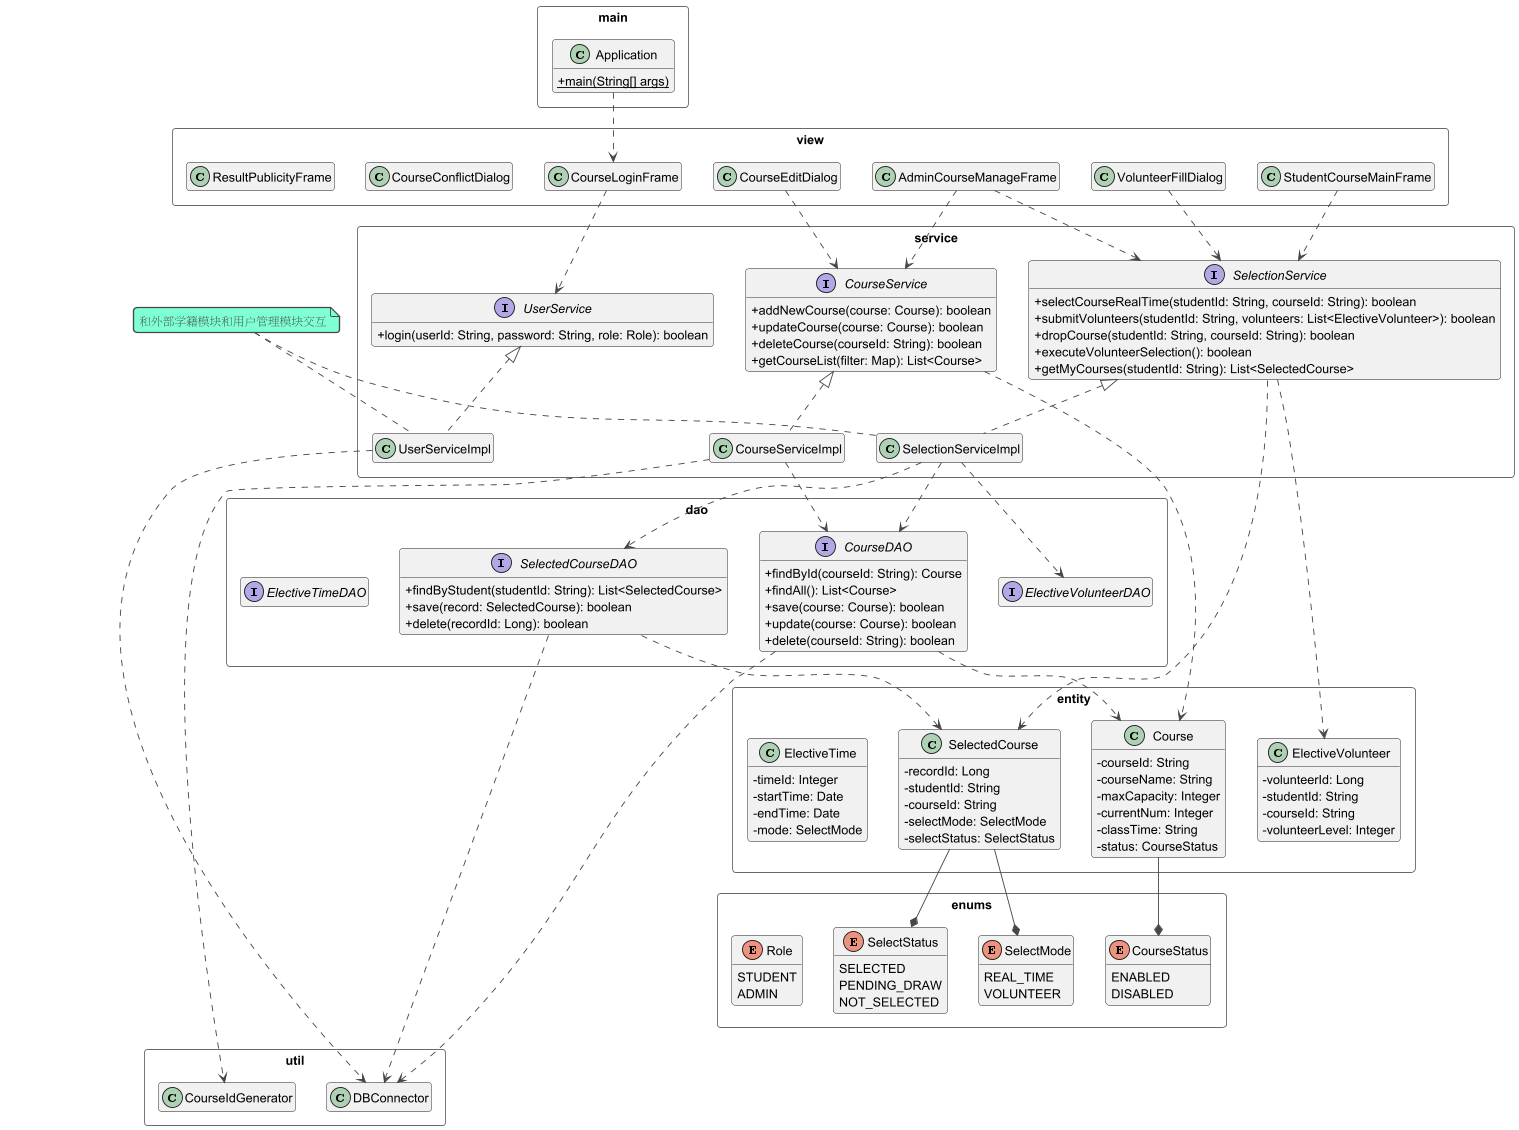 main
C Application
+main(String[] args)
view
C ResultPublicityFrame
C CourseConflictDialog
C CourseLoginFrame
C CourseEditDialog
C AdminCourseManageFrame
C VolunteerFillDialog
C StudentCourseMainFrame
service
I UserService
+login(userId: String, password: String, role: Role): boolean
I CourseService
+addNewCourse(course: Course): boolean
+updateCourse(course: Course): boolean
+deleteCourse(courseId: String): boolean
+getCourseList(filter: Map): List<Course>
I SelectionService
+selectCourseRealTime(studentId: String, courseId: String): boolean
+submitVolunteers(studentId: String, volunteers: List<ElectiveVolunteer>): boolean
+dropCourse(studentId: String, courseId: String): boolean
+executeVolunteerSelection(): boolean
+getMyCourses(studentId: String): List<SelectedCourse>
和外部学籍模块和用户管理模块交互
C UserServiceImpl
C CourseServiceImpl
C SelectionServiceImpl
dao
I ElectiveTimeDAO
I SelectedCourseDAO
+findByStudent(studentId: String): List<SelectedCourse>
+save(record: SelectedCourse): boolean
+delete(recordId: Long): boolean
I CourseDAO
+findById(courseId: String): Course
+findAll(): List<Course>
+save(course: Course): boolean
+update(course: Course): boolean
+delete(courseId: String): boolean
I ElectiveVolunteerDAO
entity
C ElectiveTime
-timeId: Integer
-startTime: Date
-endTime: Date
-mode: SelectMode
C SelectedCourse
-recordId: Long
-studentId: String
-courseId: String
-selectMode: SelectMode
-selectStatus: SelectStatus
C Course
-courseId: String
-courseName: String
-maxCapacity: Integer
-currentNum: Integer
-classTime: String
-status: CourseStatus
C ElectiveVolunteer
-volunteerId: Long
-studentId: String
-courseId: String
-volunteerLevel: Integer
enums
E Role
STUDENT
ADMIN
E SelectStatus
SELECTED
PENDING_DRAW
NOT_SELECTED
E SelectMode
REAL_TIME
VOLUNTEER
E CourseStatus
ENABLED
DISABLED
util
C CourseIdGenerator
C DBConnector